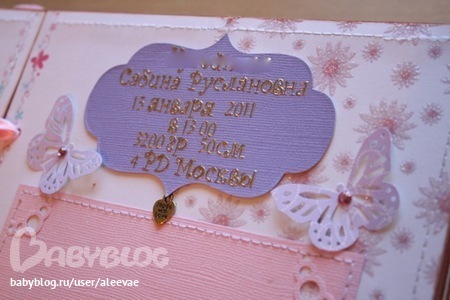 Сабина Руслановна
13 января 2011
в 13.00
3200гр 50см.
4 РД Москвы
BABYBLOG
babyblog.ru/user/aleevae